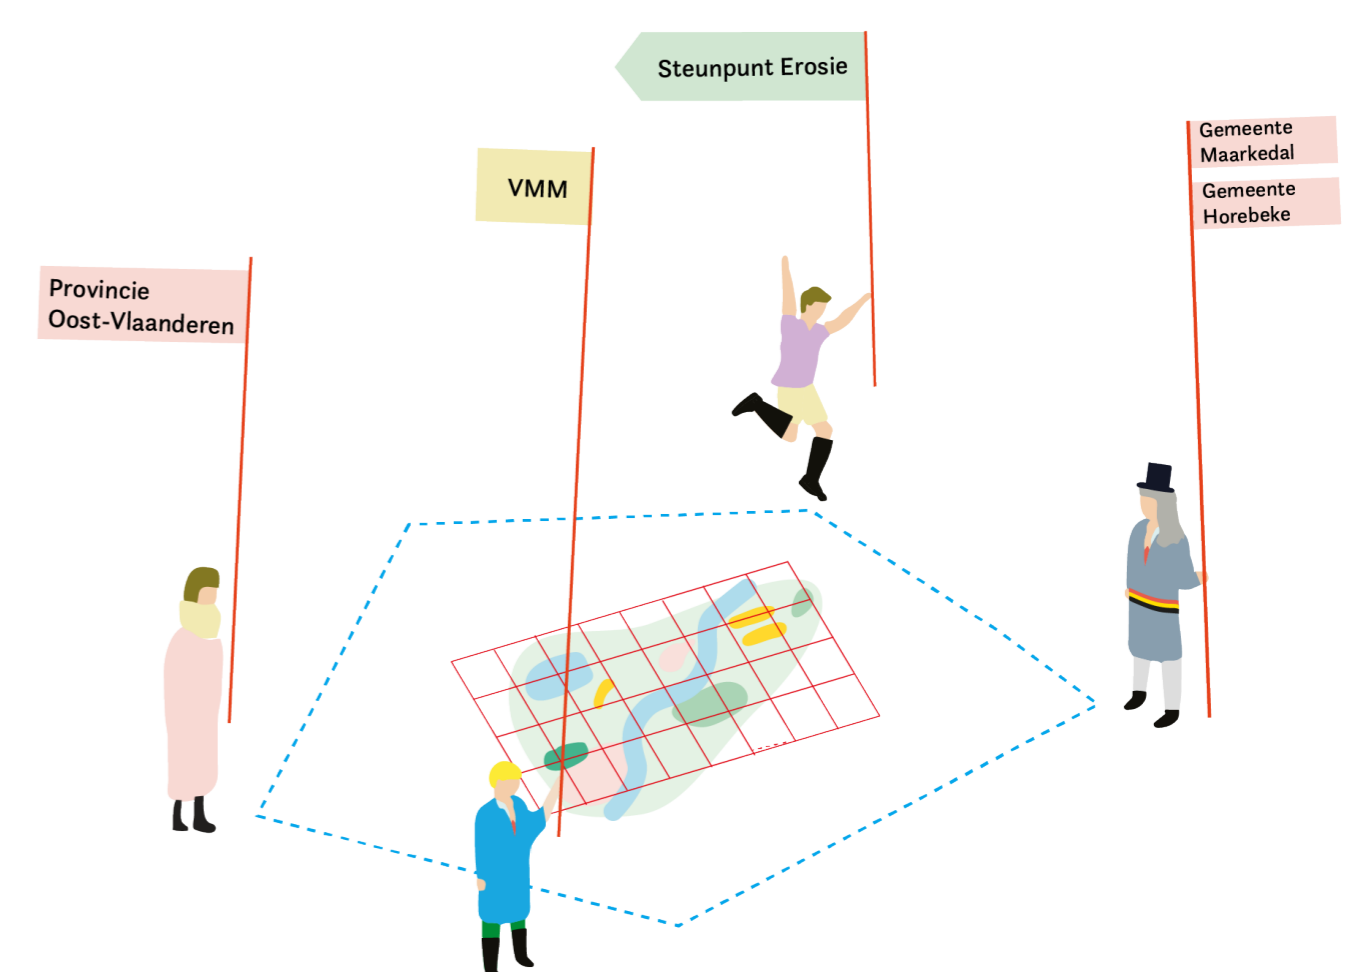 Steunpunt Erosie
Gemeente
Maarkedal
VMM
Gemeente
Horebeke
Provincie
Oost-Vlaanderen